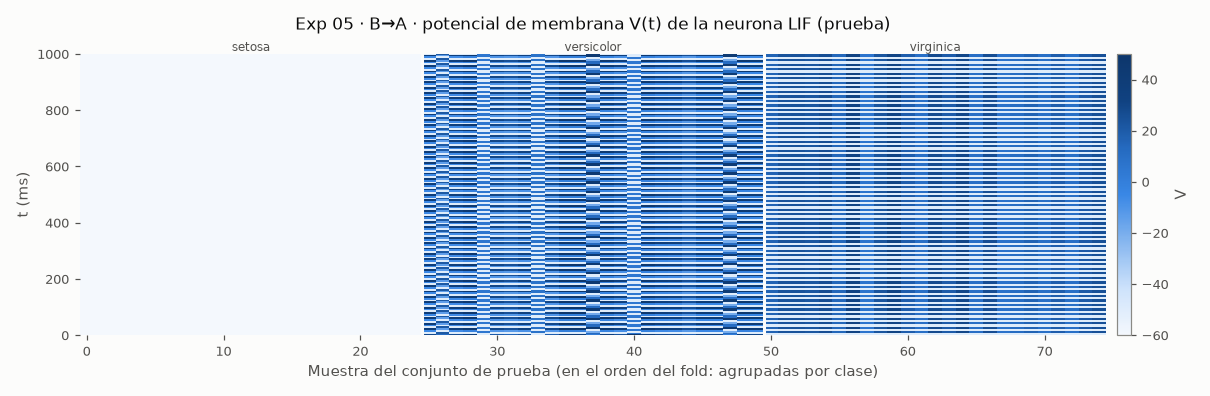 Exp 05 · B→A · potencial de membrana V(t) de la neurona LIF (prueba)
setosa versicolor virginica
1000
800
600
400
200
0
t (ms)
0 10 20 30 40 50 60 70
Muestra del conjunto de prueba (en el orden del fold: agrupadas por clase)
40
20
0
−20
−40
−60
V